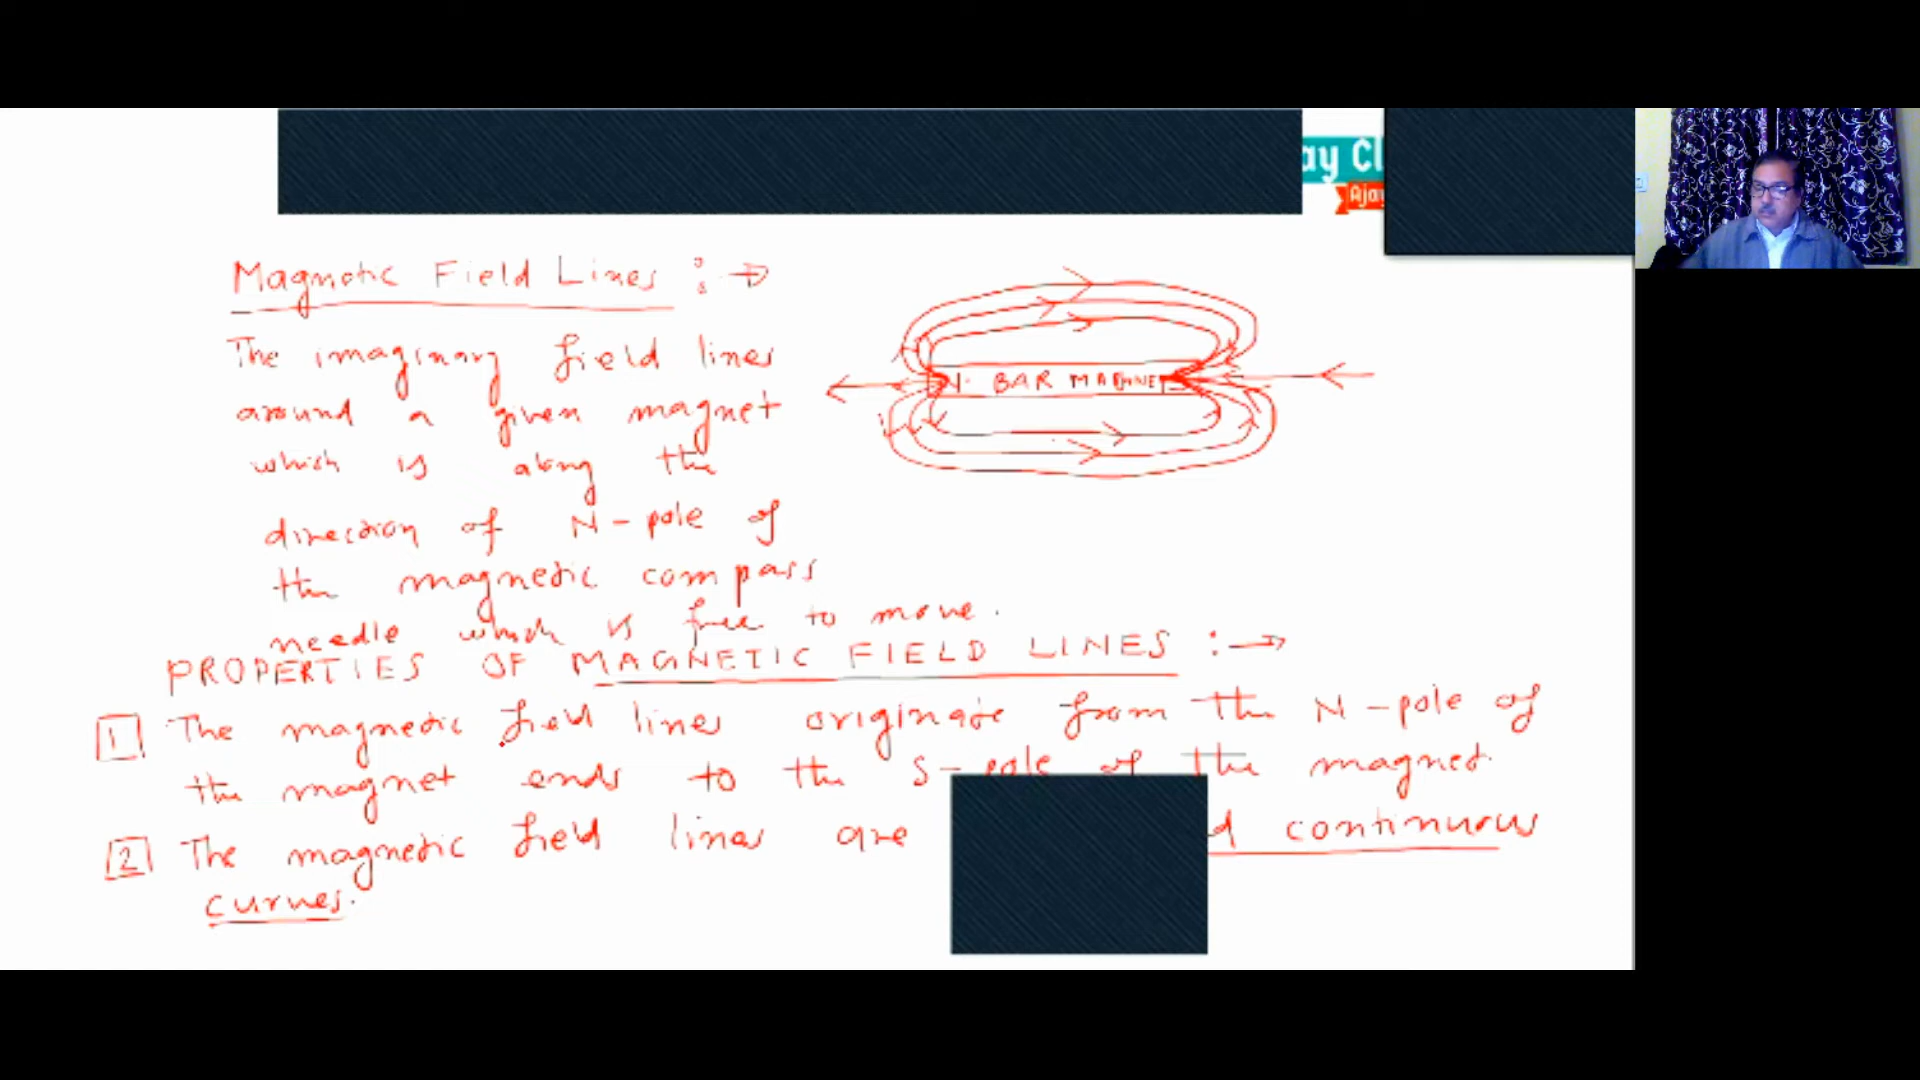 ay Cl
Ajay
Magnetic Field Lines :→
The imaginary field lines
around a given magnet
which is along the
direction of N-pole of
the magnetic compass
needle which is free to move.
N. BAR MAGNET
PROPERTIES OF MAGNETIC FIELD LINES :→
1 The magnetic field lines originate from the N-pole of
the magnet ends to the S-pole of the magnet.
2 The magnetic field lines are d continuous
curves.